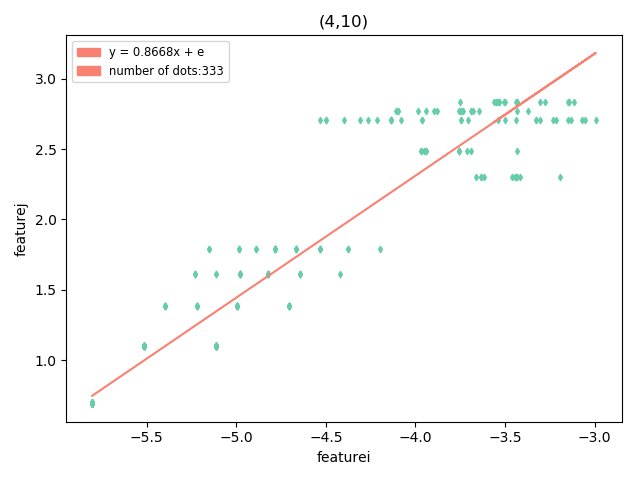 (4,10)
y = 0.8668x + e
number of dots:333
featurej
3.0
2.5
2.0
1.5
1.0
−5.5 −5.0 −4.5 −4.0 −3.5 −3.0
featurei